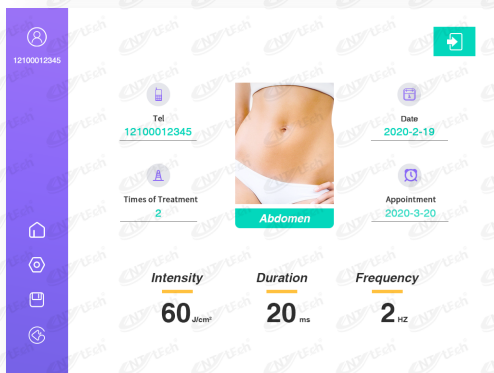 12100012345
Tel
12100012345
Date
2020-2-19
Times of Treatment
2
Appointment
2020-3-20
Abdomen
Intensity
Duration
Frequency
60 J/cm²
20 ms
2 HZ